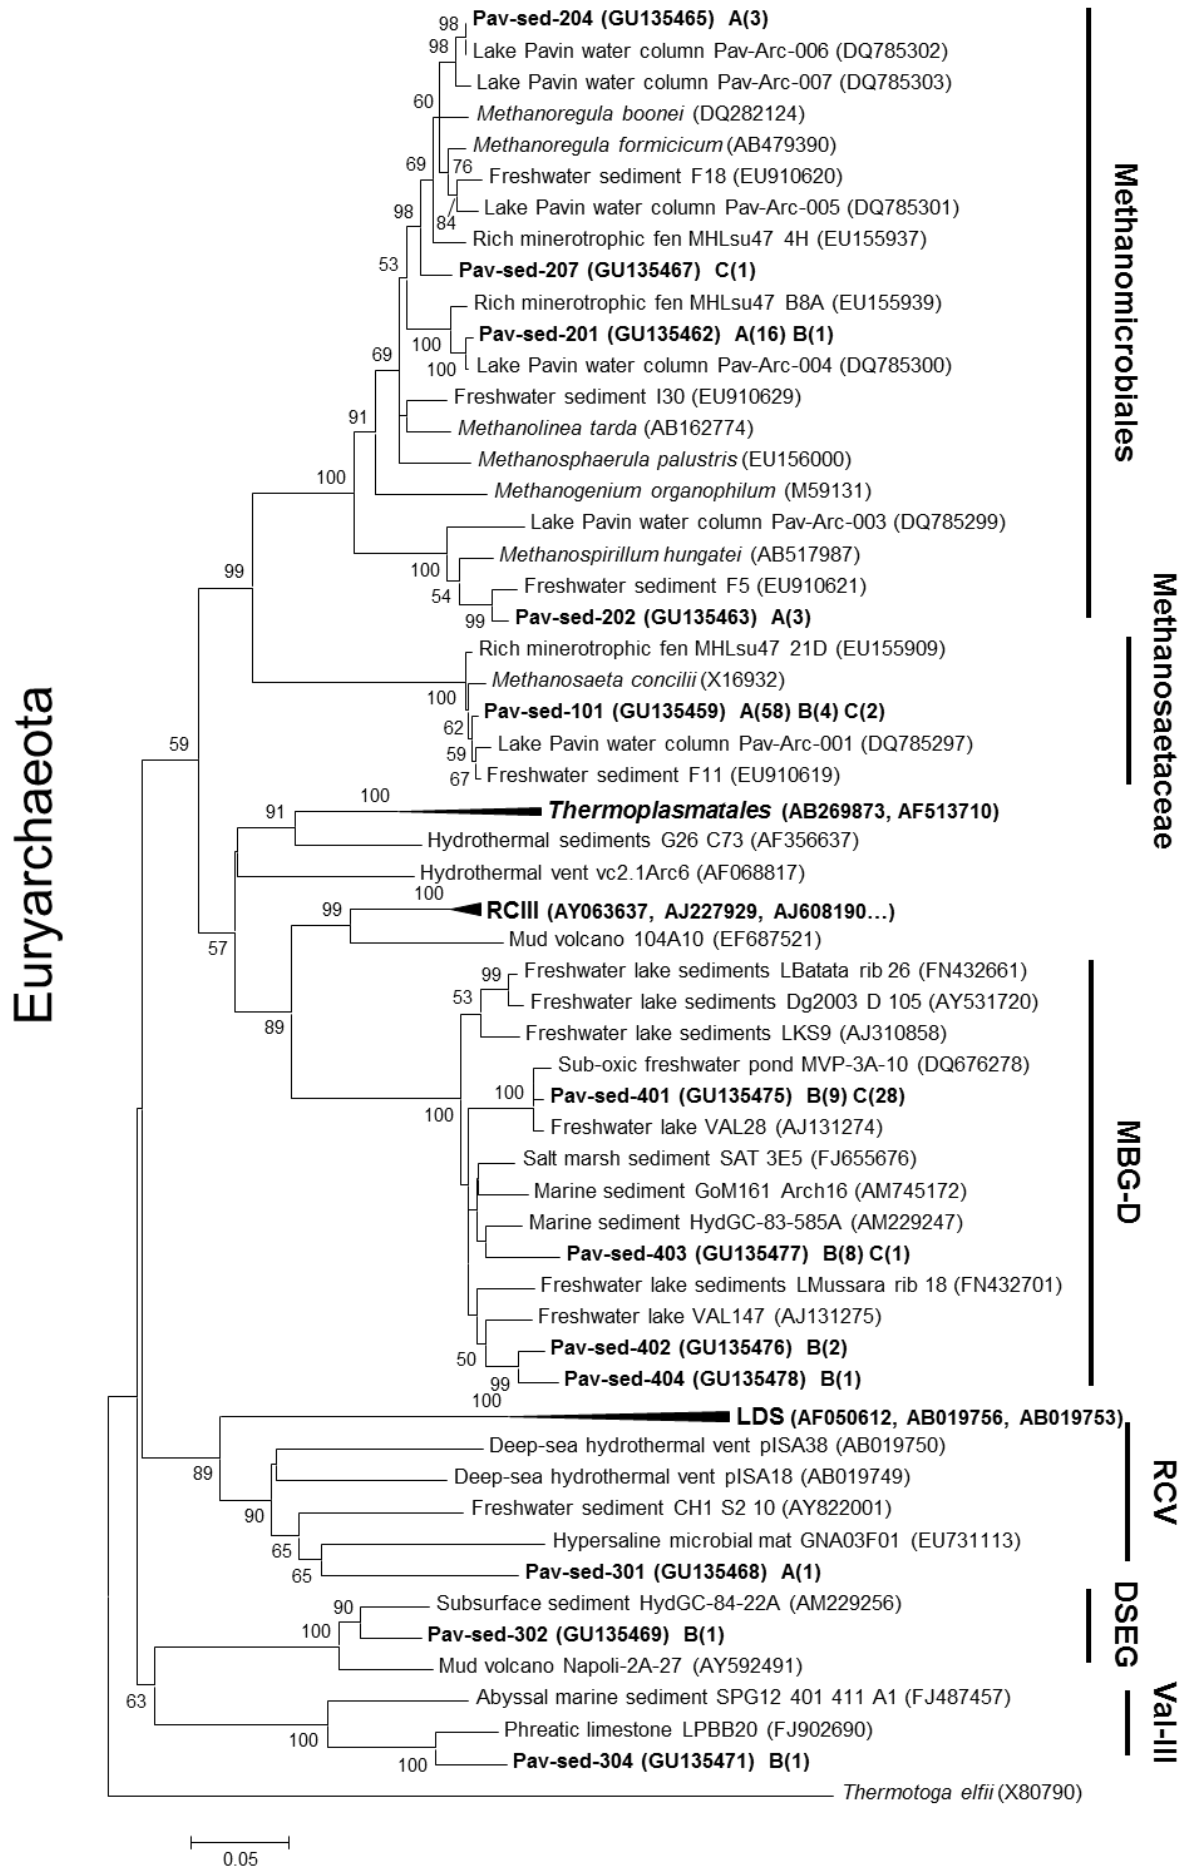 98
Pav-sed-204 (GU135465) A(3)
98
Lake Pavin water column Pav-Arc-006 (DQ785302)
Lake Pavin water column Pav-Arc-007 (DQ785303)
60
Methanoregula boonei (DQ282124)
Methanoregula formicicum (AB479390)
69
76
Freshwater sediment F18 (EU910620)
98
Lake Pavin water column Pav-Arc-005 (DQ785301)
84
Rich minerotrophic fen MHLsu47 4H (EU155937)
53
Pav-sed-207 (GU135467) C(1)
Rich minerotrophic fen MHLsu47 B8A (EU155939)
Pav-sed-201 (GU135462) A(16) B(1)
100
69
100
Lake Pavin water column Pav-Arc-004 (DQ785300)
Freshwater sediment I30 (EU910629)
91
Methanolinea tarda (AB162774)
Methanosphaerula palustris (EU156000)
100
Methanogenium organophilum (M59131)
Lake Pavin water column Pav-Arc-003 (DQ785299)
Methanospirillum hungatei (AB517987)
99
100
Freshwater sediment F5 (EU910621)
54
99
Pav-sed-202 (GU135463) A(3)
Methanomicrobiales
Rich minerotrophic fen MHLsu47 21D (EU155909)
Methanosaeta concilii (X16932)
100
Pav-sed-101 (GU135459) A(58) B(4) C(2)
62
Lake Pavin water column Pav-Arc-001 (DQ785297)
59
59
67
Freshwater sediment F11 (EU910619)
Methanosaetaceae
Euryarchaeota
100
91
Thermoplasmatales (AB269873, AF513710)
Hydrothermal sediments G26 C73 (AF356637)
Hydrothermal vent vc2.1Arc6 (AF068817)
100
99
RCIII (AY063637, AJ227929, AJ608190...)
Mud volcano 104A10 (EF687521)
57
99
Freshwater lake sediments LBatata rib 26 (FN432661)
53
Freshwater lake sediments Dg2003 D 105 (AY531720)
89
Freshwater lake sediments LKS9 (AJ310858)
Sub-oxic freshwater pond MVP-3A-10 (DQ676278)
100
Pav-sed-401 (GU135475) B(9) C(28)
100
Freshwater lake VAL28 (AJ131274)
Salt marsh sediment SAT 3E5 (FJ655676)
Marine sediment GoM161 Arch16 (AM745172)
Marine sediment HydGC-83-585A (AM229247)
Pav-sed-403 (GU135477) B(8) C(1)
Freshwater lake sediments LMussara rib 18 (FN432701)
Freshwater lake VAL147 (AJ131275)
Pav-sed-402 (GU135476) B(2)
50
99
Pav-sed-404 (GU135478) B(1)
MBG-D
100
LDS (AF050612, AB019756, AB019753)
Deep-sea hydrothermal vent pISA38 (AB019750)
89
Deep-sea hydrothermal vent pISA18 (AB019749)
90
Freshwater sediment CH1 S2 10 (AY822001)
65
Hypersaline microbial mat GNA03F01 (EU731113)
65
Pav-sed-301 (GU135468) A(1)
RCV
90
Subsurface sediment HydGC-84-22A (AM229256)
100
Pav-sed-302 (GU135469) B(1)
Mud volcano Napoli-2A-27 (AY592491)
DSEG
63
Abyssal marine sediment SPG12 401 411 A1 (FJ487457)
100
Phreatic limestone LPBB20 (FJ902690)
100
Pav-sed-304 (GU135471) B(1)
Val-III
Thermotoga elfii (X80790)
0.05